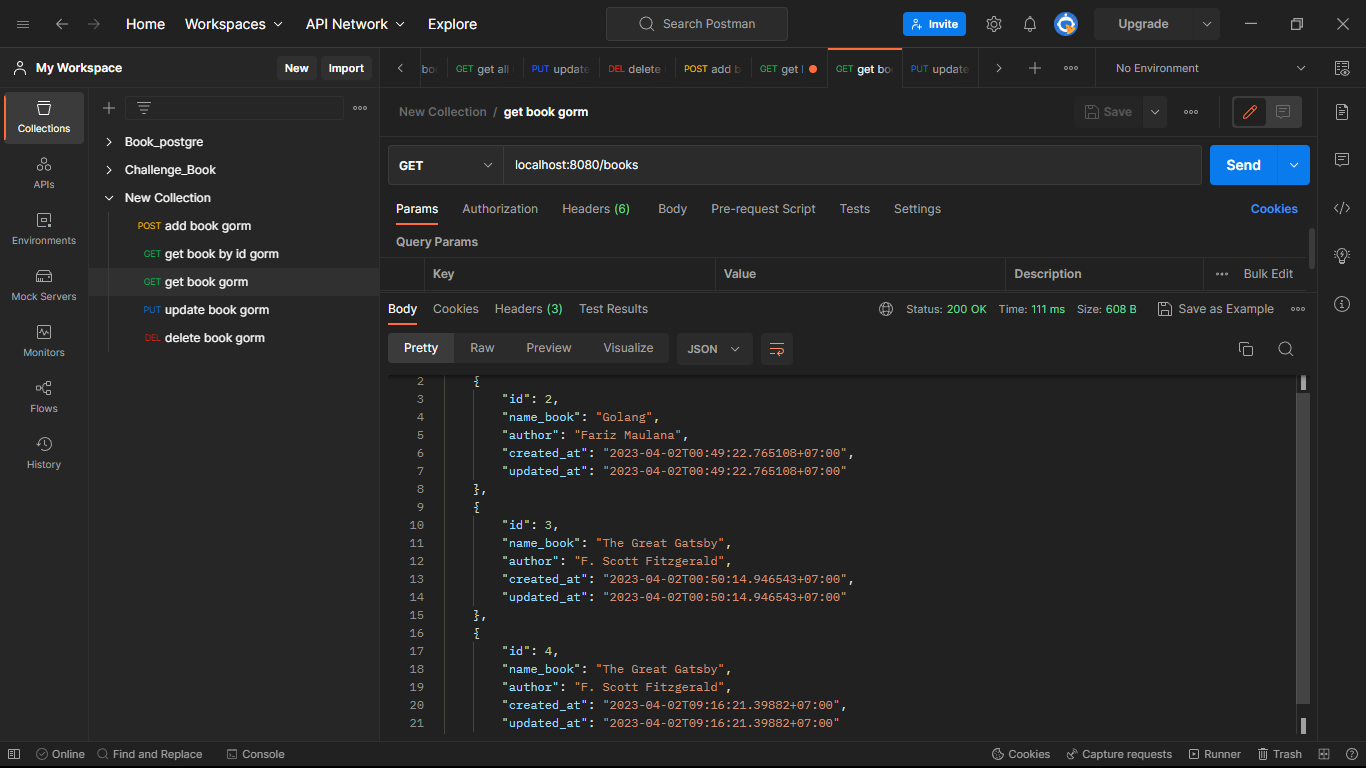 Home Workspaces API Network Explore Search Postman Invite Upgrade
My Workspace New Import
GET get all PUT update DEL delete POST add b GET get GET get bo PUT update No Environment
Collections
APIs
Environments
Mock Servers
Monitors
Flows
History
Book_postgre
Challenge_Book
New Collection
POST add book gorm
GET get book by id gorm
GET get book gorm
PUT update book gorm
DEL delete book gorm
New Collection / get book gorm Save
GET localhost:8080/books Send
Params Authorization Headers (6) Body Pre-request Script Tests Settings Cookies
Query Params
Key Value Description Bulk Edit
Body Cookies Headers (3) Test Results Status: 200 OK Time: 111 ms Size: 608 B Save as Example
Pretty Raw Preview Visualize JSON
2 {
3 "id": 2,
4 "name_book": "Golang",
5 "author": "Fariz Maulana",
6 "created_at": "2023-04-02T00:49:22.765108+07:00",
7 "updated_at": "2023-04-02T00:49:22.765108+07:00"
8 },
9 {
10 "id": 3,
11 "name_book": "The Great Gatsby",
12 "author": "F. Scott Fitzgerald",
13 "created_at": "2023-04-02T00:50:14.946543+07:00",
14 "updated_at": "2023-04-02T00:50:14.946543+07:00"
15 },
16 {
17 "id": 4,
18 "name_book": "The Great Gatsby",
19 "author": "F. Scott Fitzgerald",
20 "created_at": "2023-04-02T09:16:21.39882+07:00",
21 "updated_at": "2023-04-02T09:16:21.39882+07:00"
Online Find and Replace Console Cookies Capture requests Runner Trash